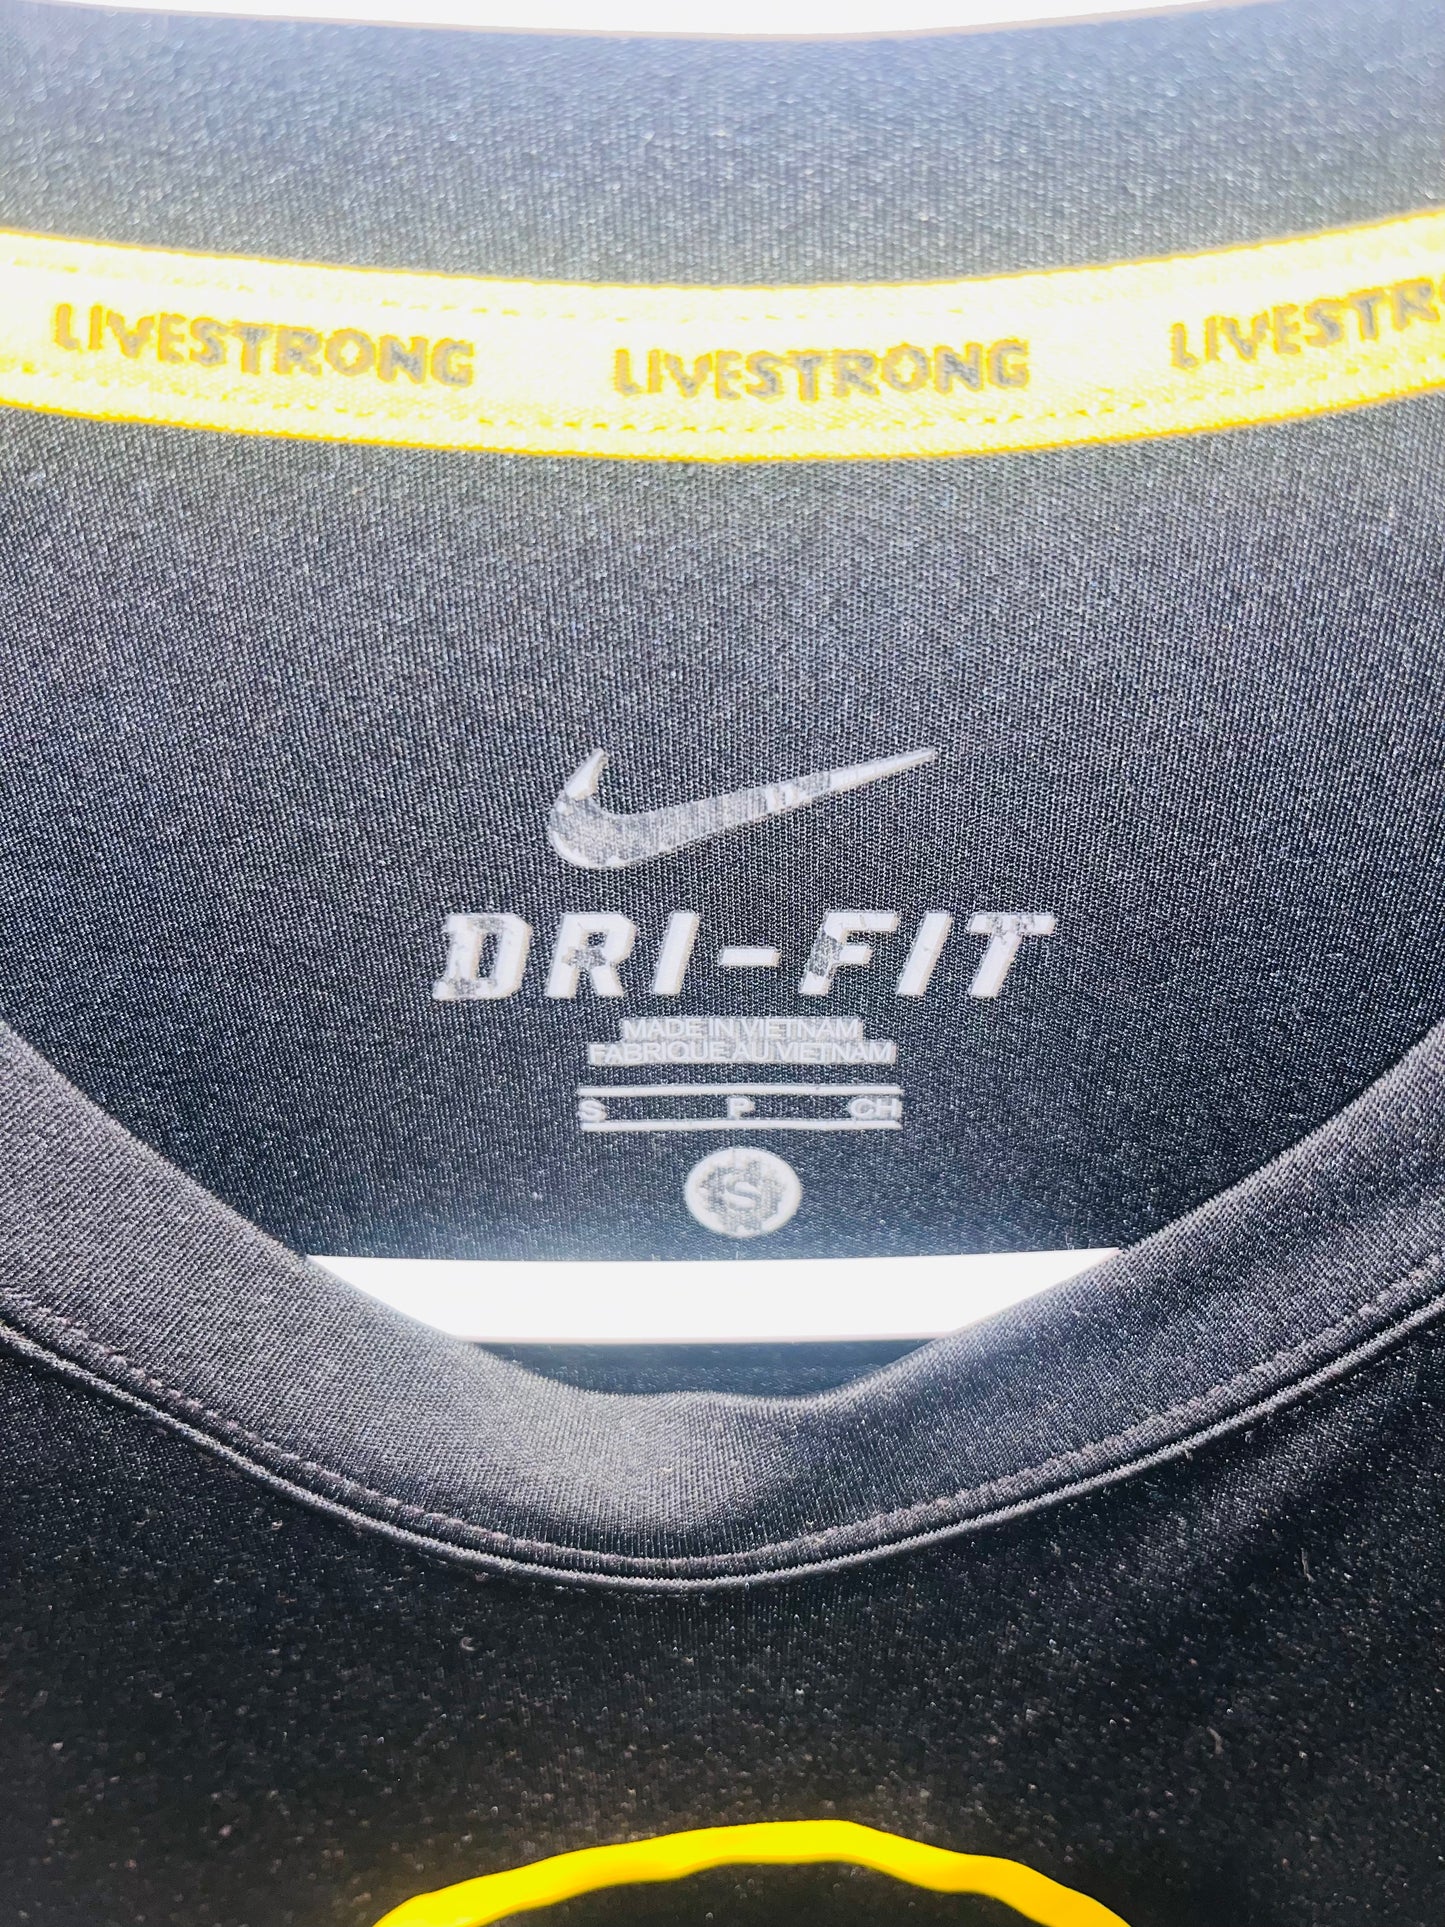 LIVESTRONG LIVESTRONG LIVESTR
DRI-FIT
MADE IN VIETNAM
FABRIQUE AU VIETNAM
S P CH
S